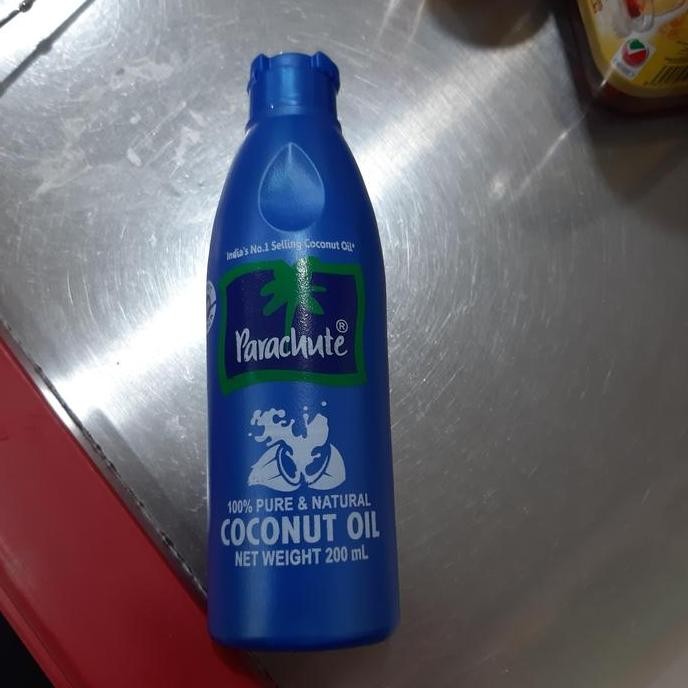 India's No.1 Selling Coconut Oil*
Parachute®
100% PURE & NATURAL
COCONUT OIL
NET WEIGHT 200 mL